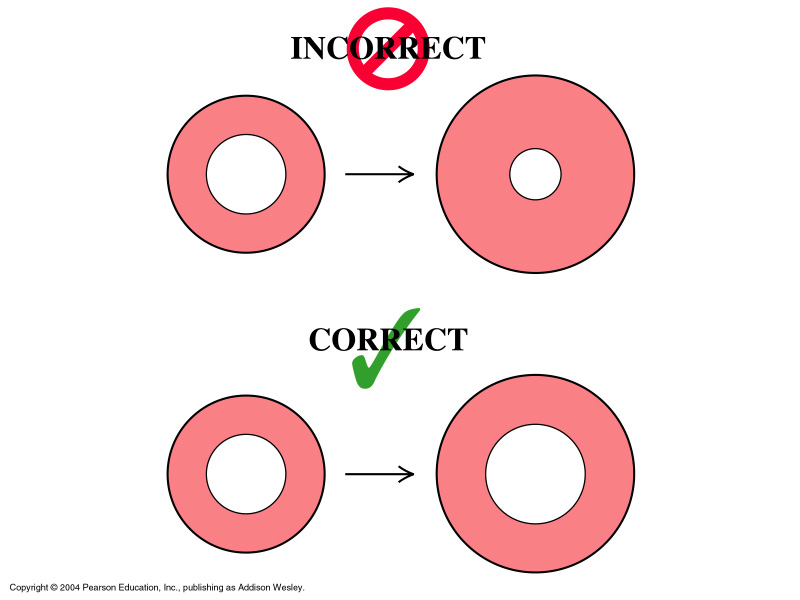 INCORRECT
CORRECT
Copyright © 2004 Pearson Education, Inc., publishing as Addison Wesley.